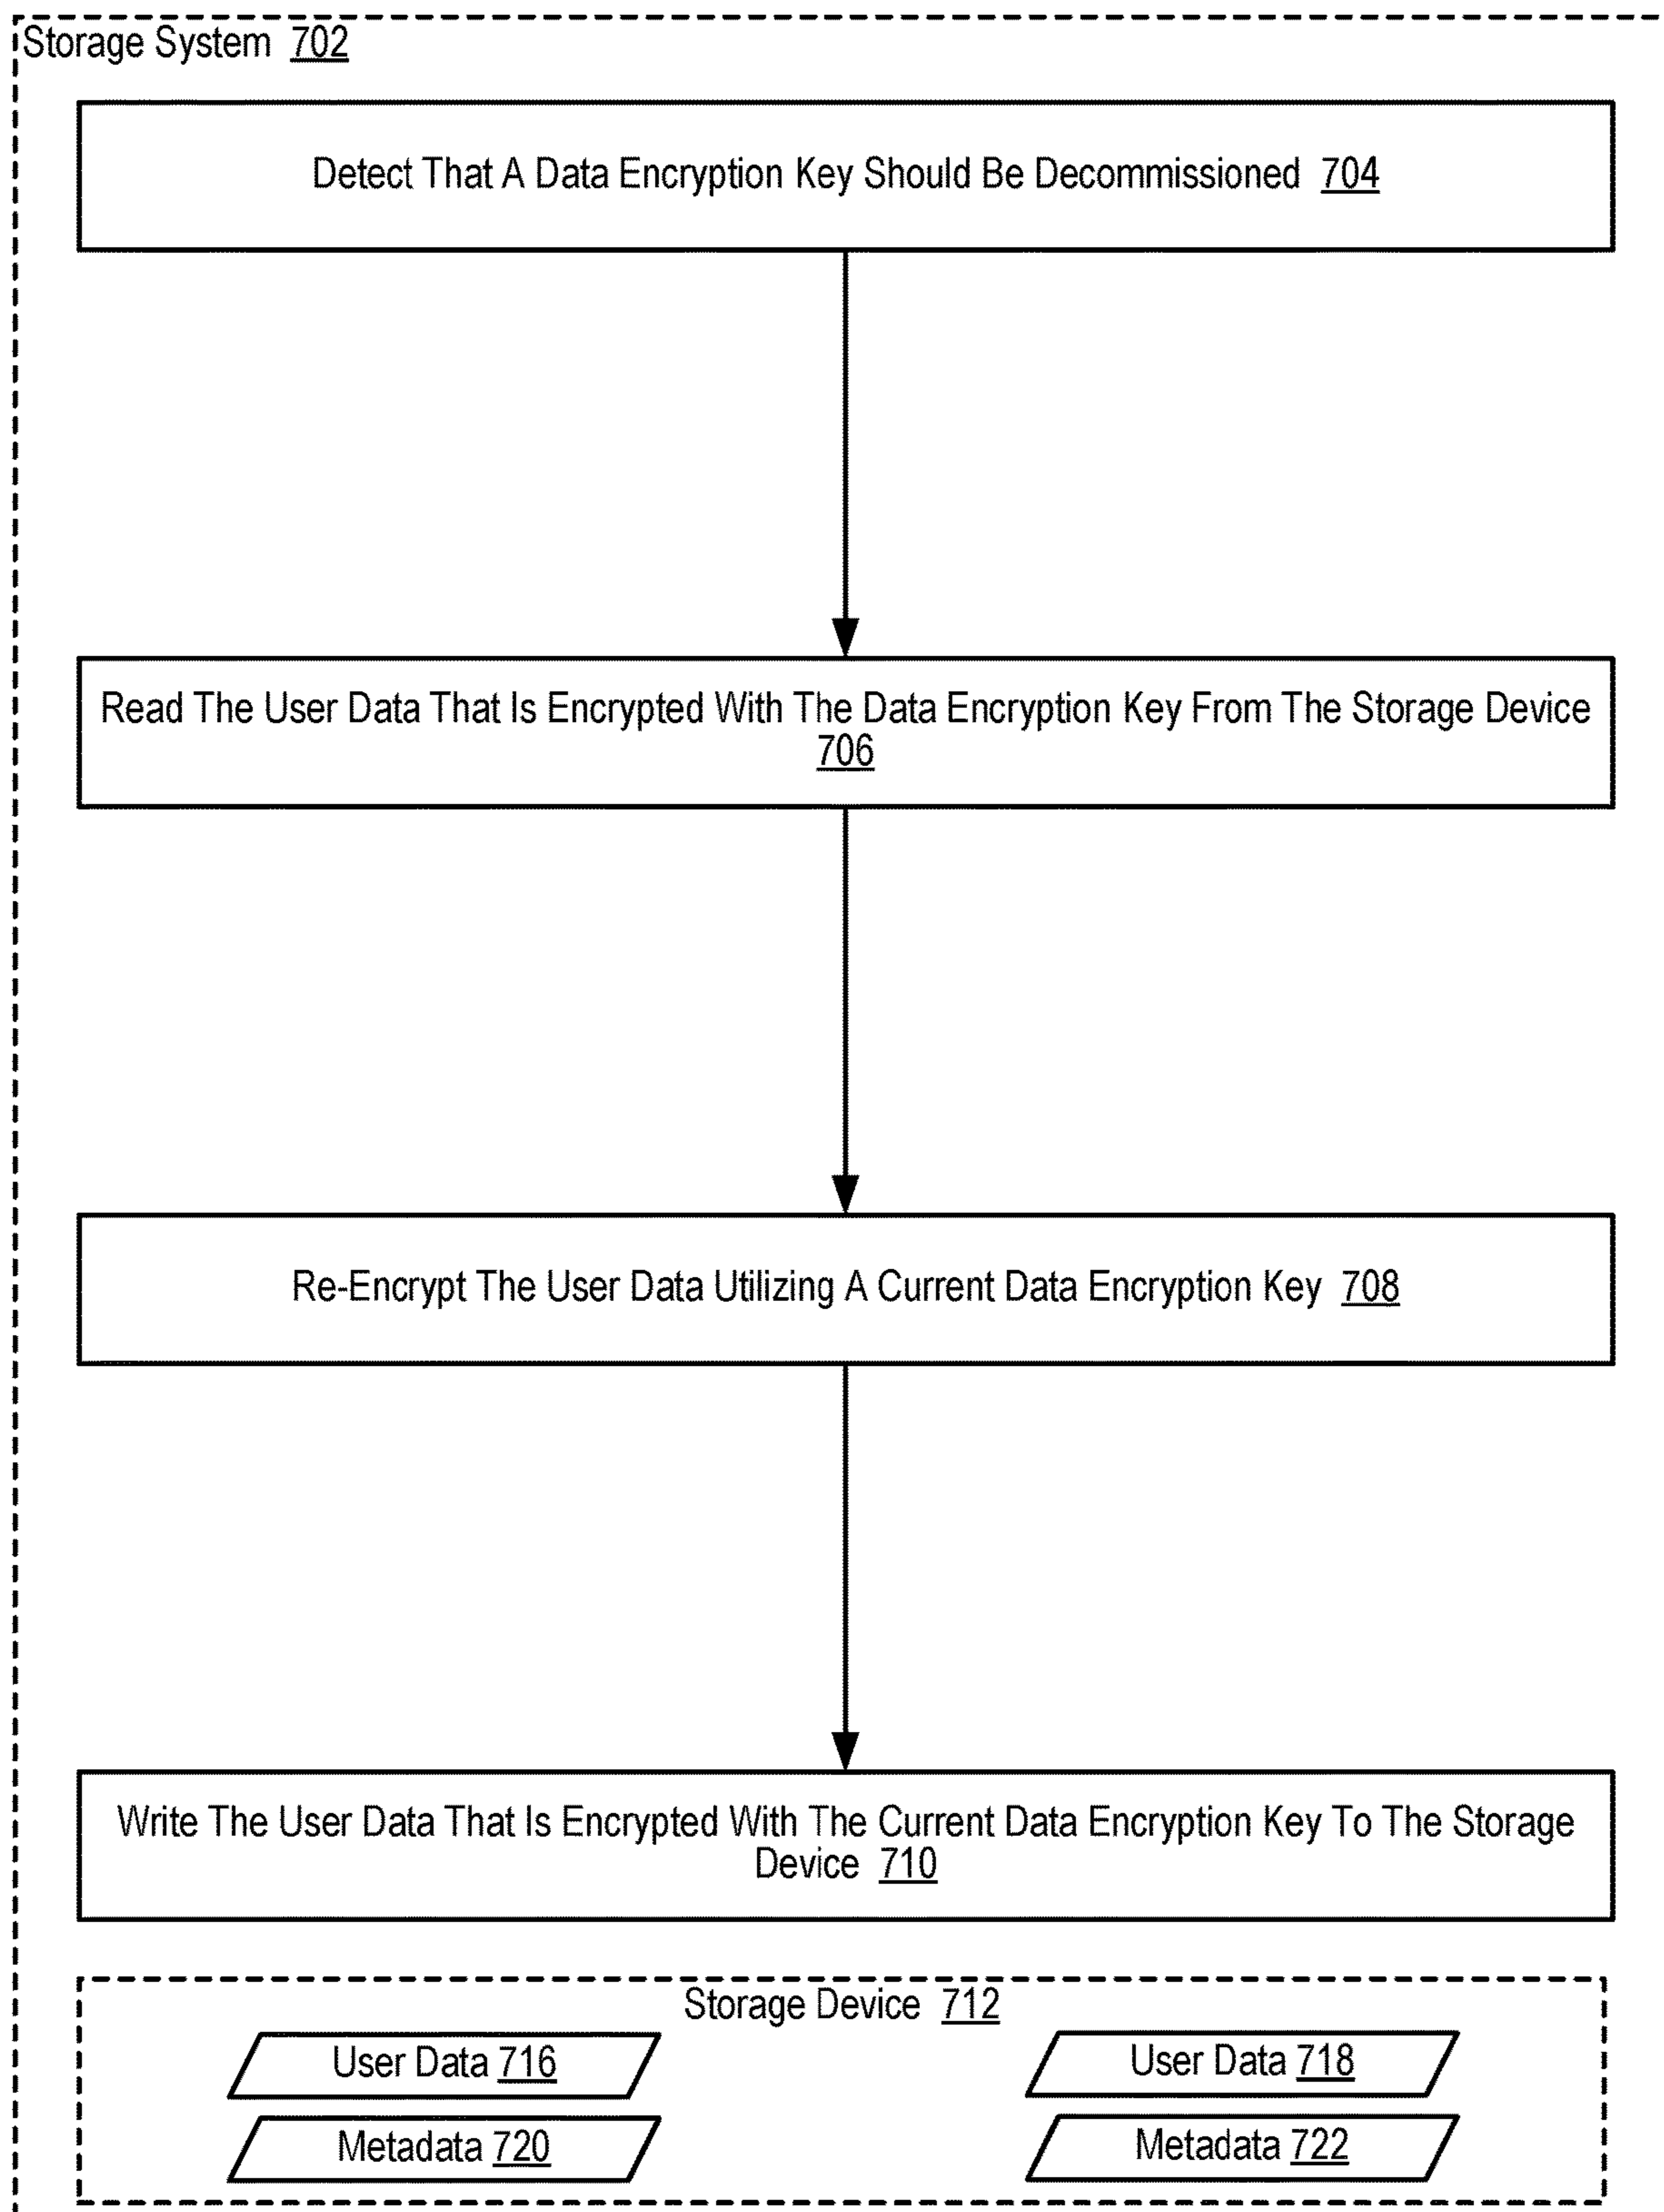 Storage System 702
Detect That A Data Encryption Key Should Be Decommissioned 704
Read The User Data That Is Encrypted With The Data Encryption Key From The Storage Device
706
Re-Encrypt The User Data Utilizing A Current Data Encryption Key 708
Write The User Data That Is Encrypted With The Current Data Encryption Key To The Storage
Device 710
Storage Device 712
User Data 716
User Data 718
Metadata 720
Metadata 722